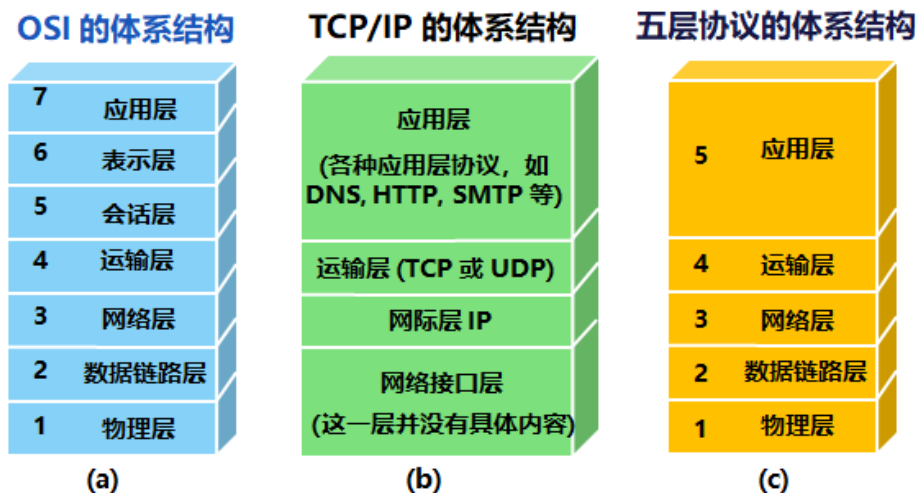 OSI 的体系结构
7 应用层
6 表示层
5 会话层
4 运输层
3 网络层
2 数据链路层
1 物理层
(a)
TCP/IP 的体系结构
应用层
(各种应用层协议，如
DNS, HTTP, SMTP 等)
运输层 (TCP 或 UDP)
网际层 IP
网络接口层
(这一层并没有具体内容)
(b)
五层协议的体系结构
5 应用层
4 运输层
3 网络层
2 数据链路层
1 物理层
(c)